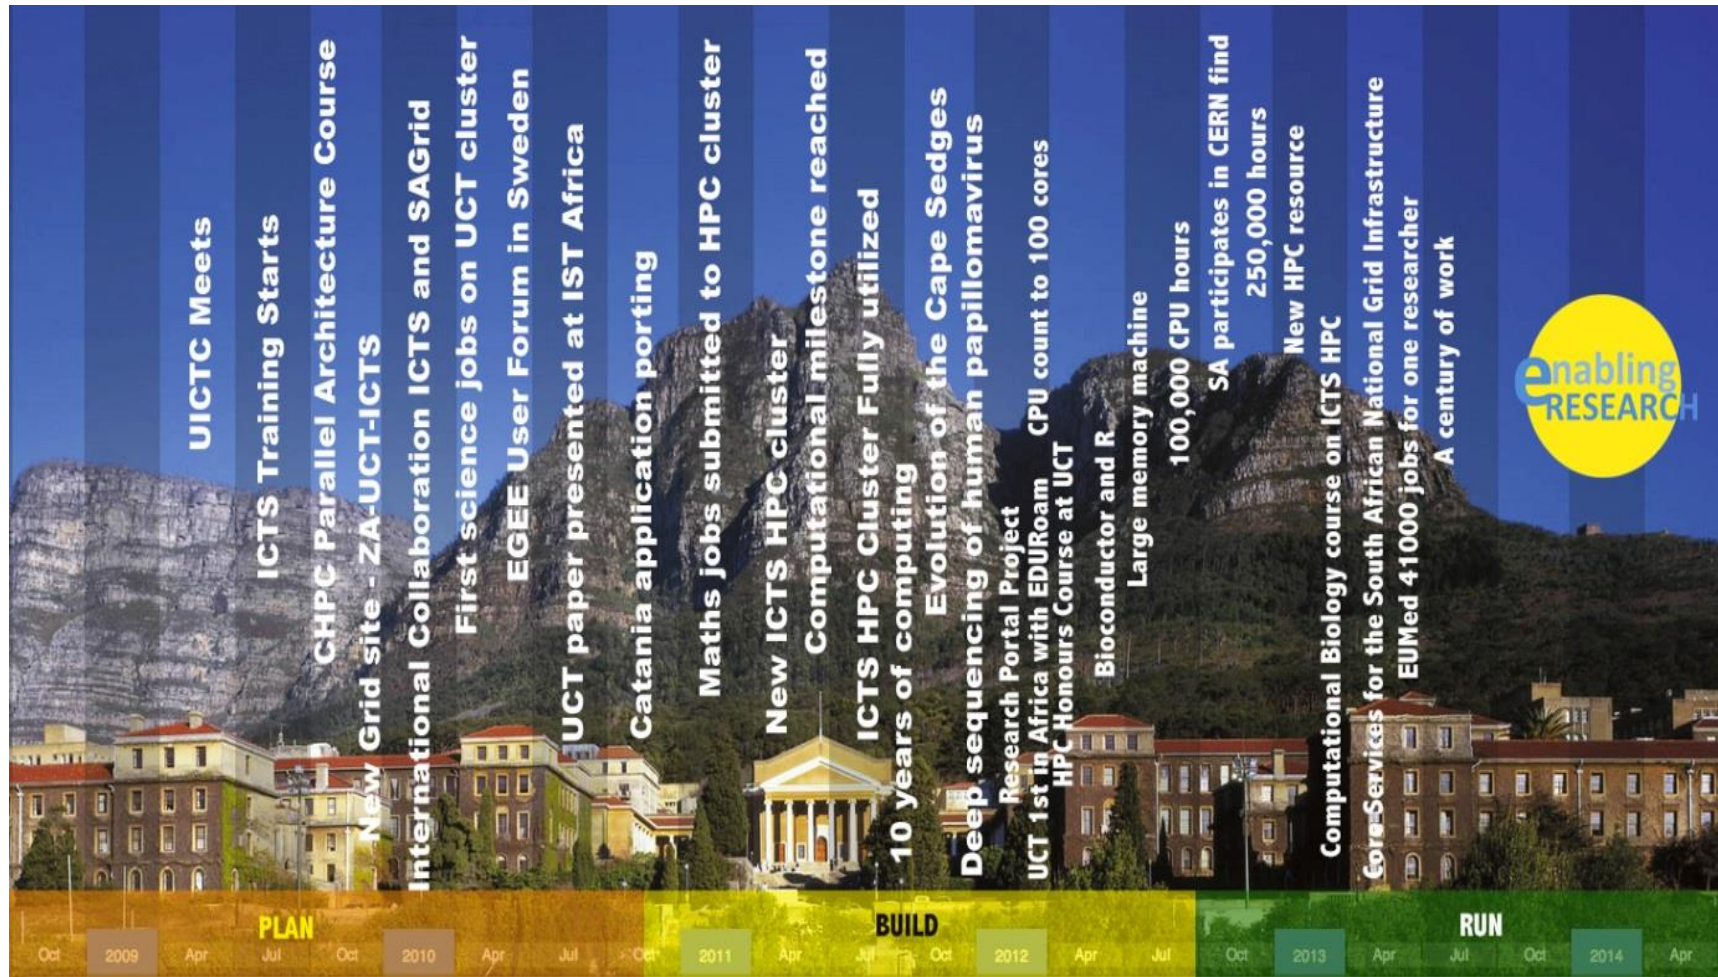 UICTC Meets
ICTS Training Starts
CHPC Parallel Architecture Course
New Grid site - ZA-UCT-ICTS
International Collaboration ICTS and SAGrid
First science jobs on UCT cluster
EGEE User Forum in Sweden
UCT paper presented at IST Africa
Catania application porting
Maths jobs submitted to HPC cluster
New ICTS HPC cluster
Computational milestone reached
ICTS HPC Cluster Fully utilized
10 years of computing
Evolution of the Cape Sedges
Deep sequencing of human papillomavirus
Research Portal Project
UCT 1st in Africa with EDURoam
CPU count to 100 cores
HPC Honours Course at UCT
Bioconductor and R
Large memory machine
100,000 CPU hours
SA participates in CERN find
250,000 hours
New HPC resource
Computational Biology course on ICTS HPC
Core Services for the South African National Grid Infrastructure
EUMed 41000 jobs for one researcher
A century of work
enabling
RESEARCH
PLAN
BUILD
RUN
Oct 2009 Apr Jul Oct 2010 Apr Jul Oct 2011 Apr Jul Oct 2012 Apr Jul Oct 2013 Apr Jul Oct 2014 Apr